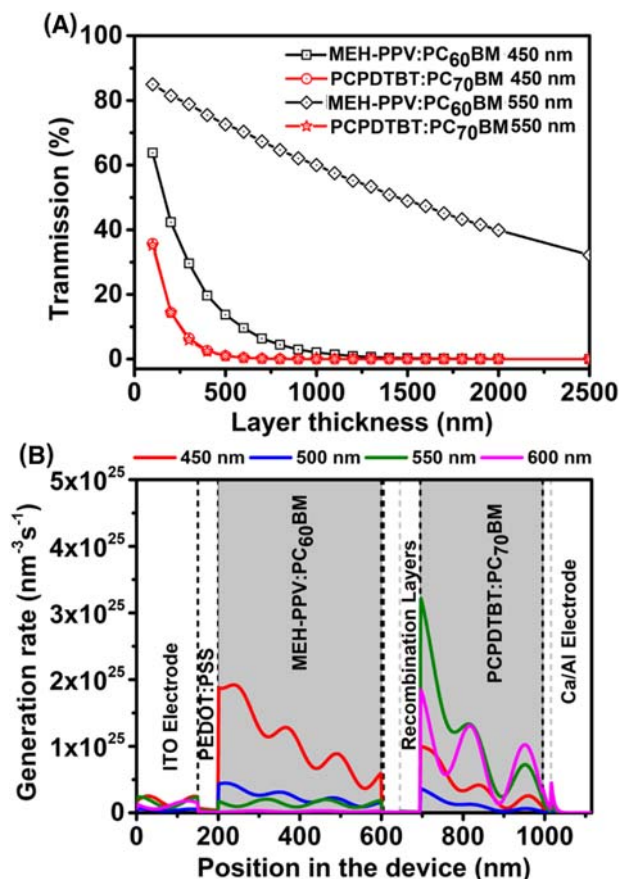 (A)
100
80
60
40
20
0
Tranmission (%)
MEH-PPV:PC60BM 450 nm
PCPDTBT:PC70BM 450 nm
MEH-PPV:PC60BM 550 nm
PCPDTBT:PC70BM 550 nm
0 500 1000 1500 2000 2500
Layer thickness (nm)
(B)
450 nm 500 nm 550 nm 600 nm
5x10^25
4x10^25
3x10^25
2x10^25
1x10^25
0
Generation rate (nm-3s-1)
ITO Electrode
PEDOT:PSS
MEH-PPV:PC60BM
Recombination Layers
PCPDTBT:PC70BM
Ca/Al Electrode
0 200 400 600 800 1000
Position in the device (nm)